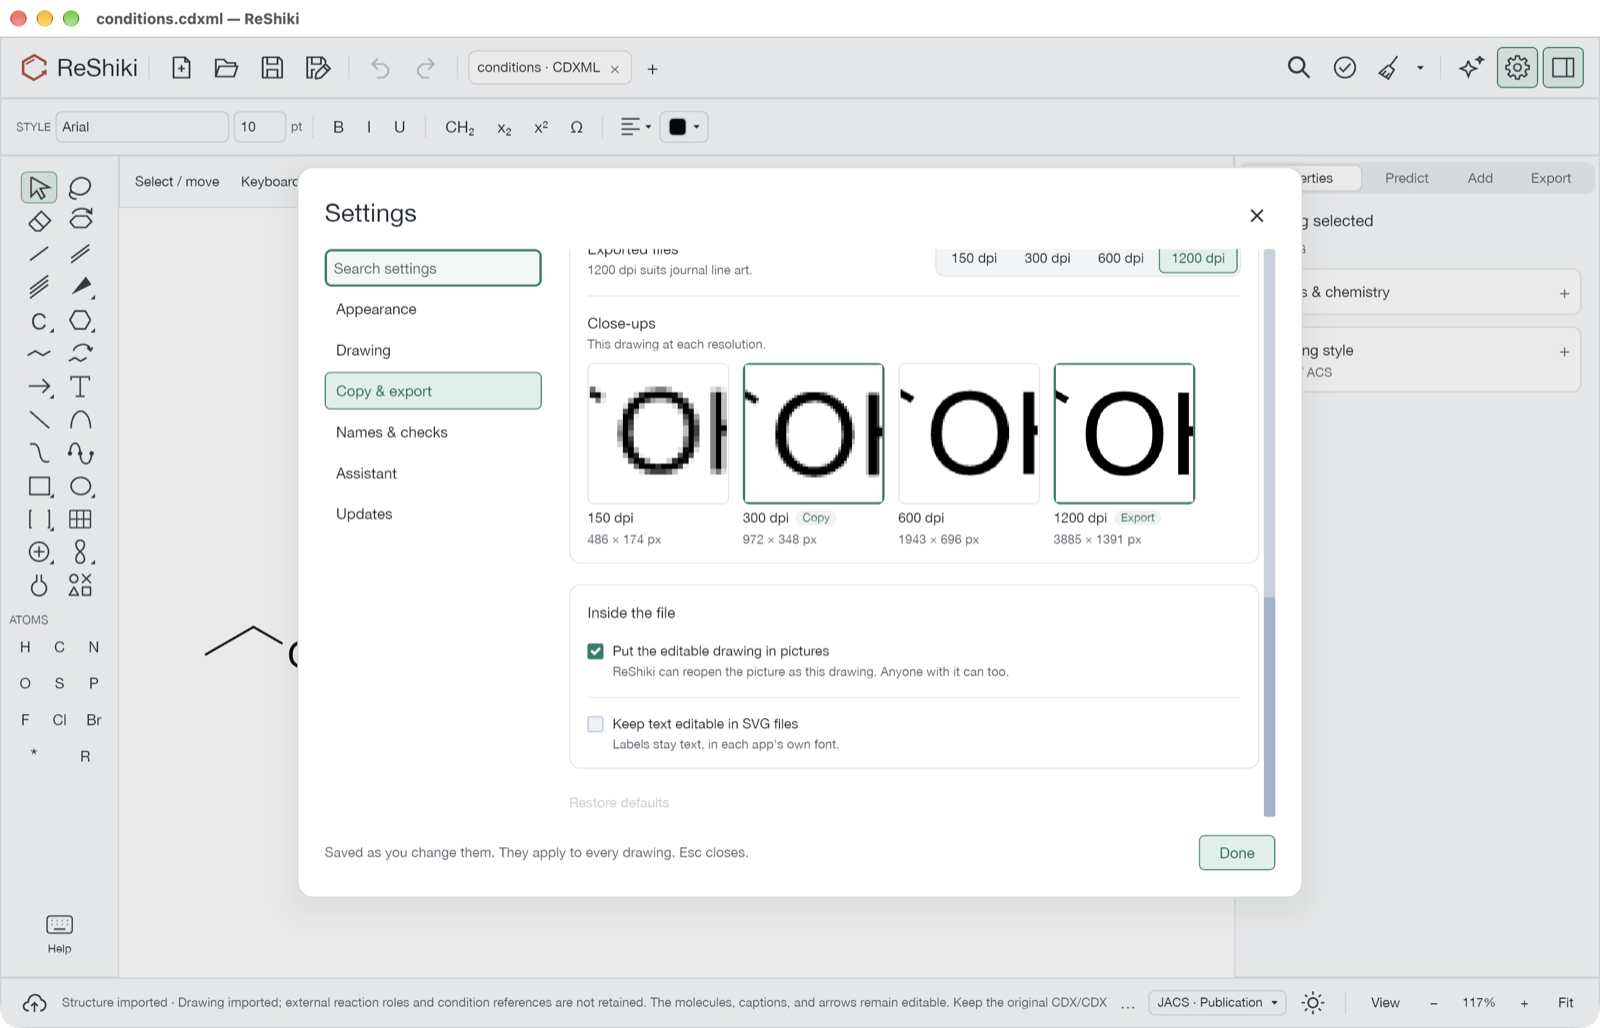 conditions.cdxml — ReShiki
ReShiki
conditions · CDXML
STYLE Arial 10 pt B I U CH₂ x₂ x² Ω
Select / move
Predict Add Export
Settings
Search settings
Appearance
Drawing
Copy & export
Names & checks
Assistant
Updates
Exported files
1200 dpi suits journal line art.
150 dpi 300 dpi 600 dpi 1200 dpi
Close-ups
This drawing at each resolution.
150 dpi
486 × 174 px
300 dpi Copy
972 × 348 px
600 dpi
1943 × 696 px
1200 dpi Export
3885 × 1391 px
Inside the file
Put the editable drawing in pictures
ReShiki can reopen the picture as this drawing. Anyone with it can too.
Keep text editable in SVG files
Labels stay text, in each app's own font.
Restore defaults
Saved as you change them. They apply to every drawing. Esc closes.
Done
selected
& chemistry
style
ACS
C
T
ATOMS
H C N
O S P
F Cl Br
* R
Help
Structure imported · Drawing imported; external reaction roles and condition references are not retained. The molecules, captions, and arrows remain editable. Keep the original CDX/CDX ...
JACS · Publication
View − 117% + Fit